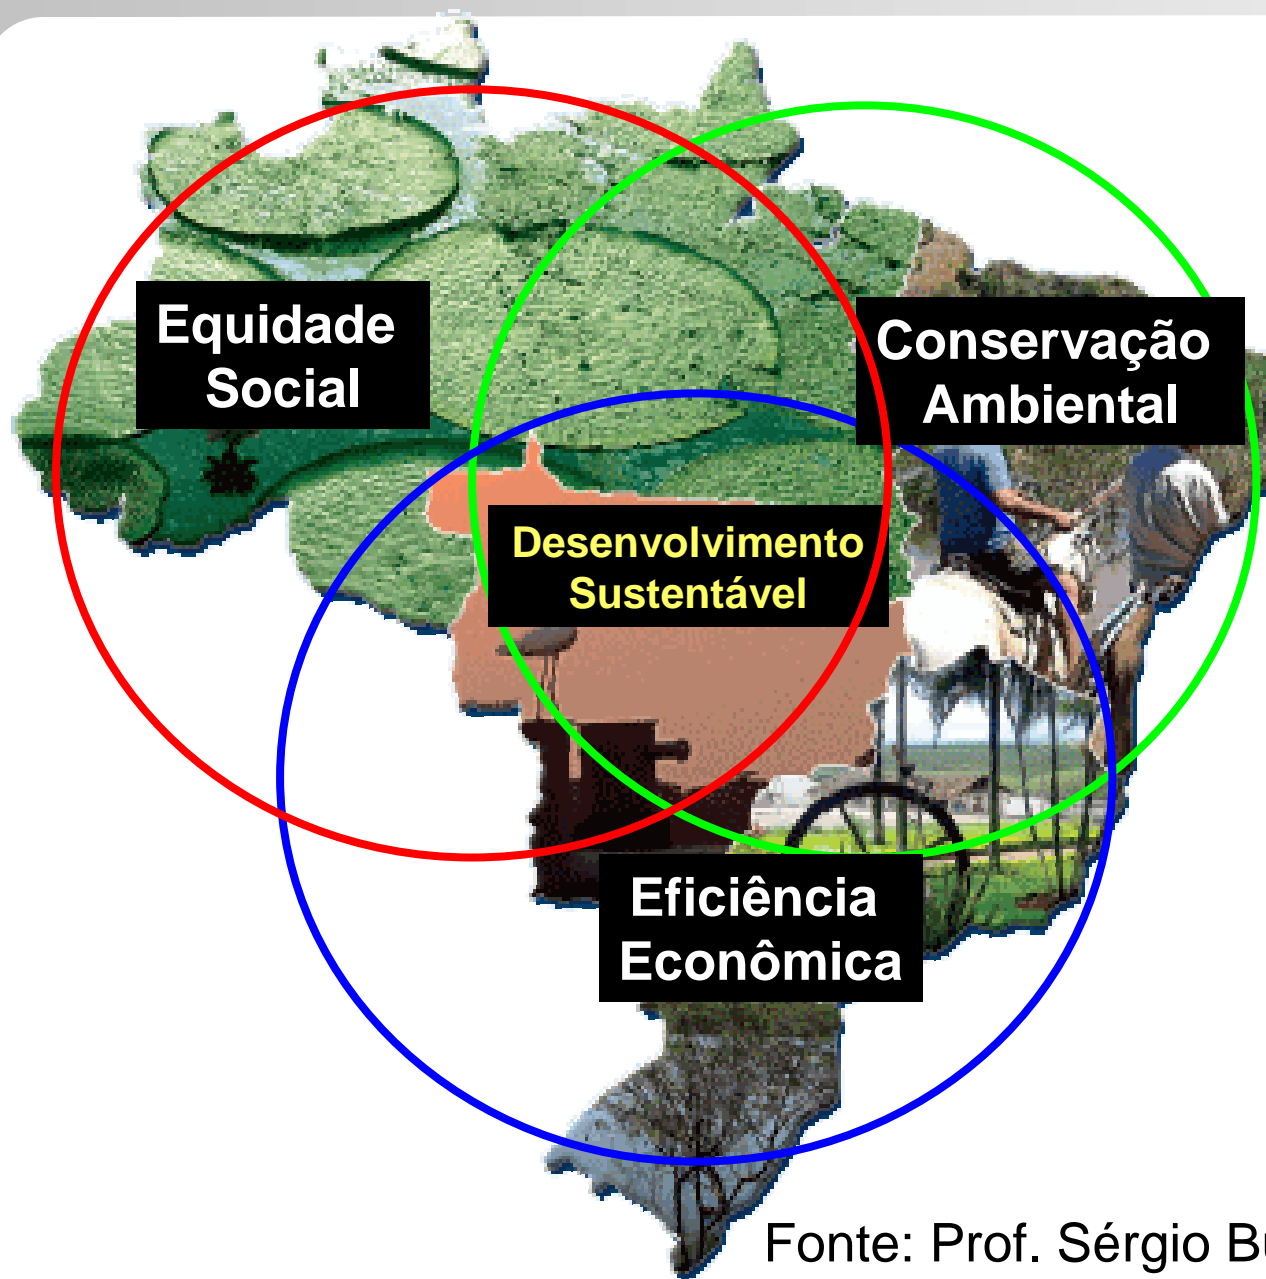 Equidade
Social
Conservação
Ambiental
Desenvolvimento
Sustentável
Eficiência
Econômica
Fonte: Prof. Sérgio